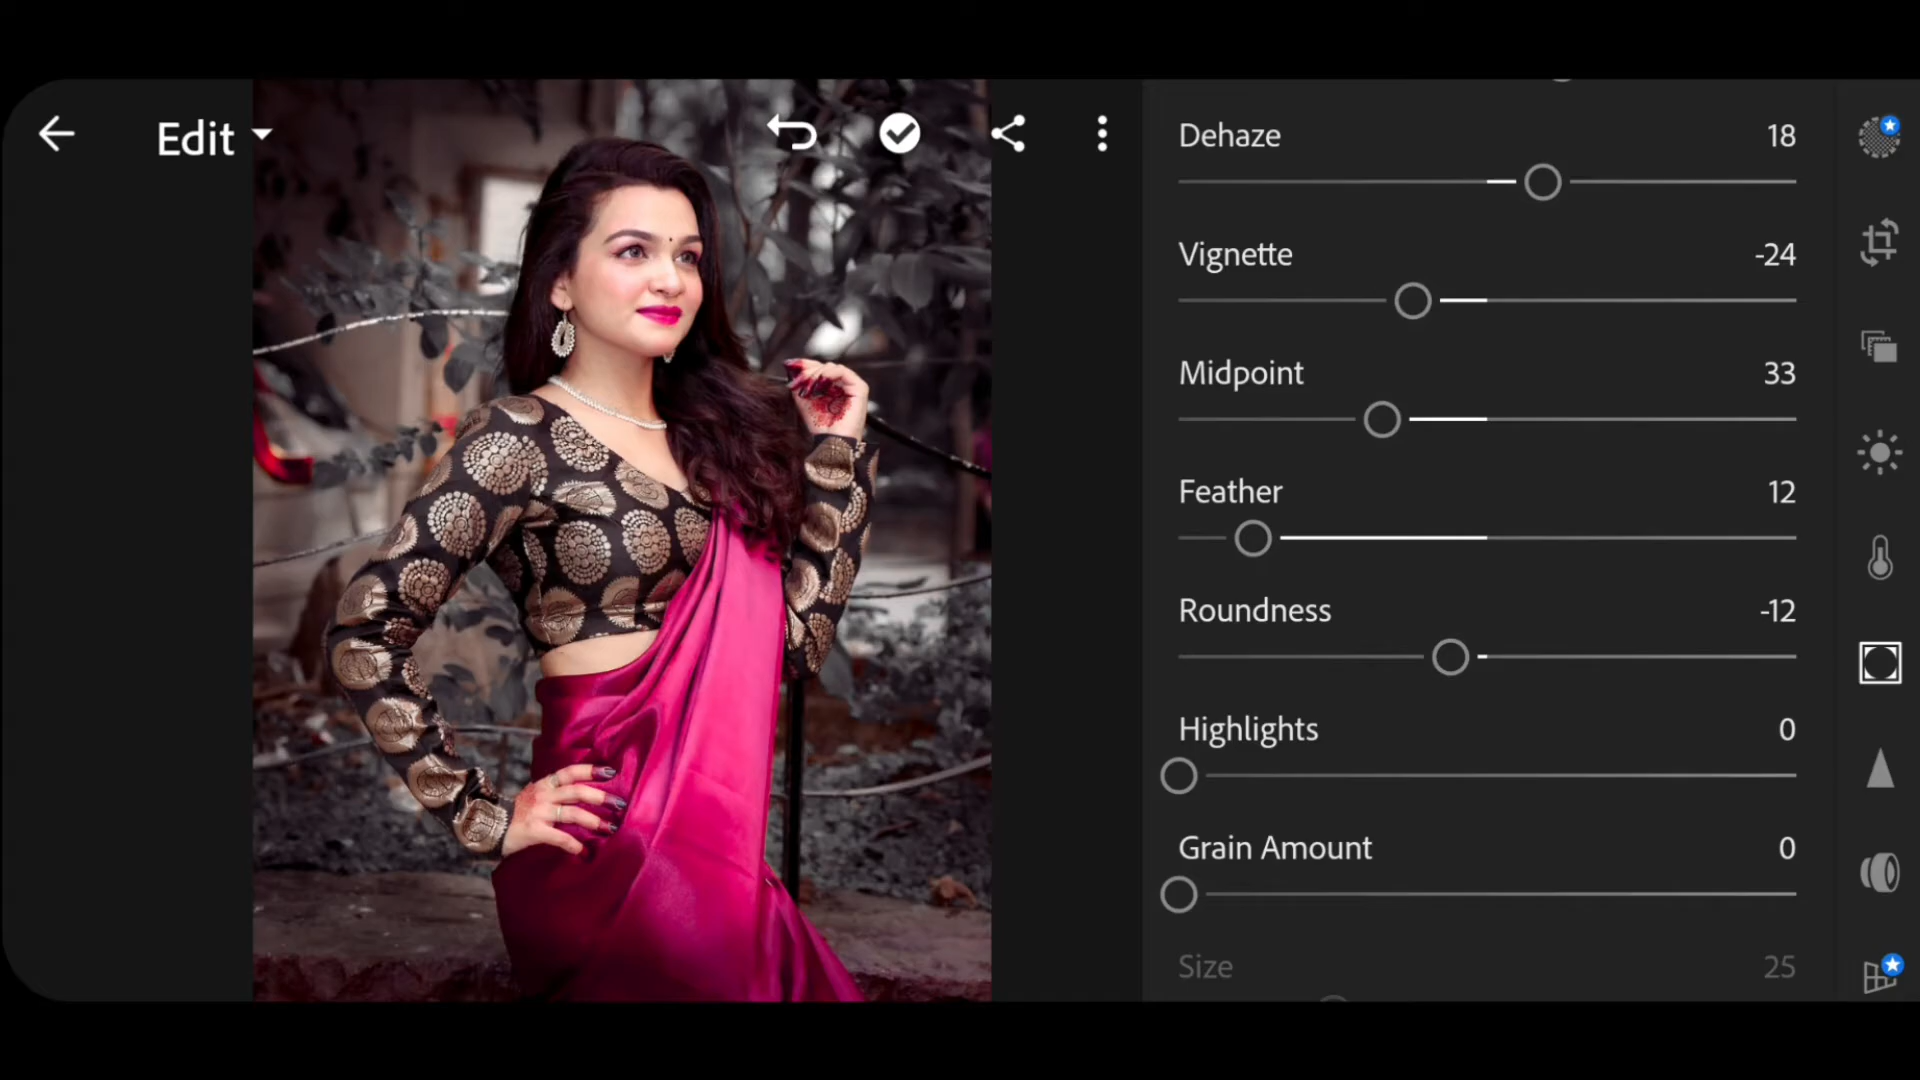 Edit
Dehaze 18
Vignette -24
Midpoint 33
Feather 12
Roundness -12
Highlights 0
Grain Amount 0
Size 25